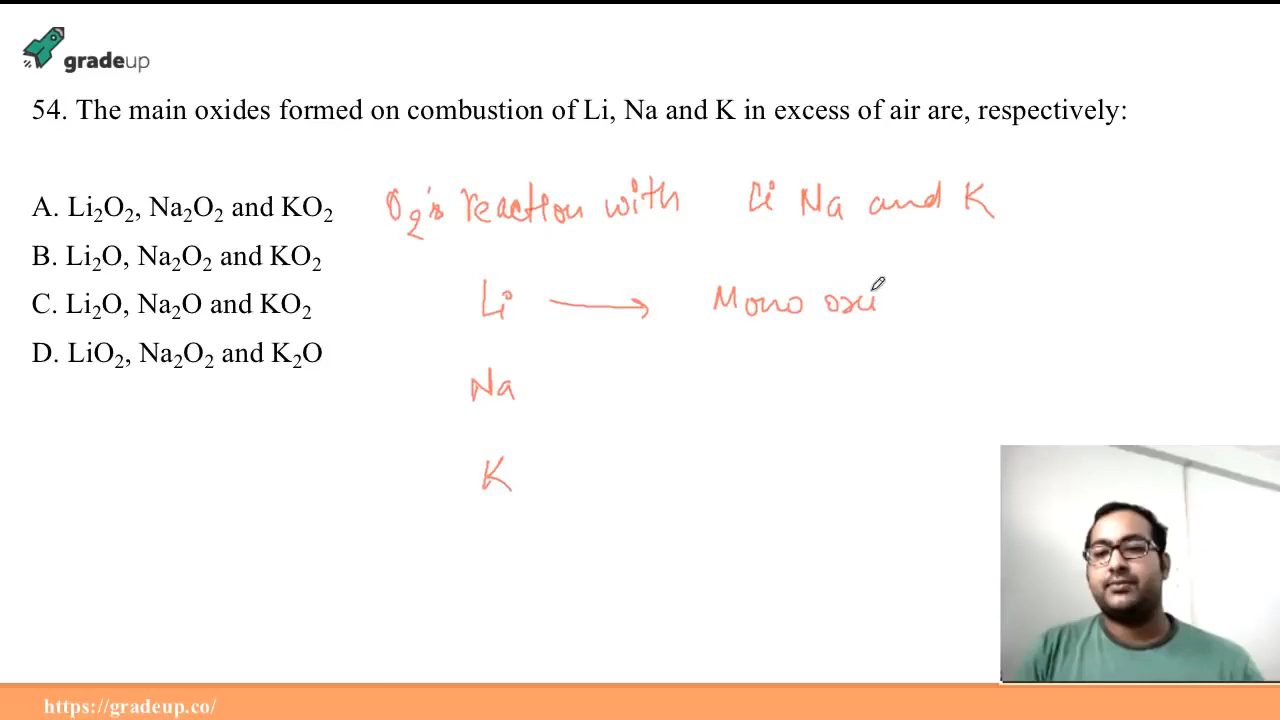 gradeup
54. The main oxides formed on combustion of Li, Na and K in excess of air are, respectively:
A. Li₂O₂, Na₂O₂ and KO₂
O₂'s reaction with Li Na and K
B. Li₂O, Na₂O₂ and KO₂
C. Li₂O, Na₂O and KO₂
Li → Mono oxi
D. LiO₂, Na₂O₂ and K₂O
Na
K
https://gradeup.co/